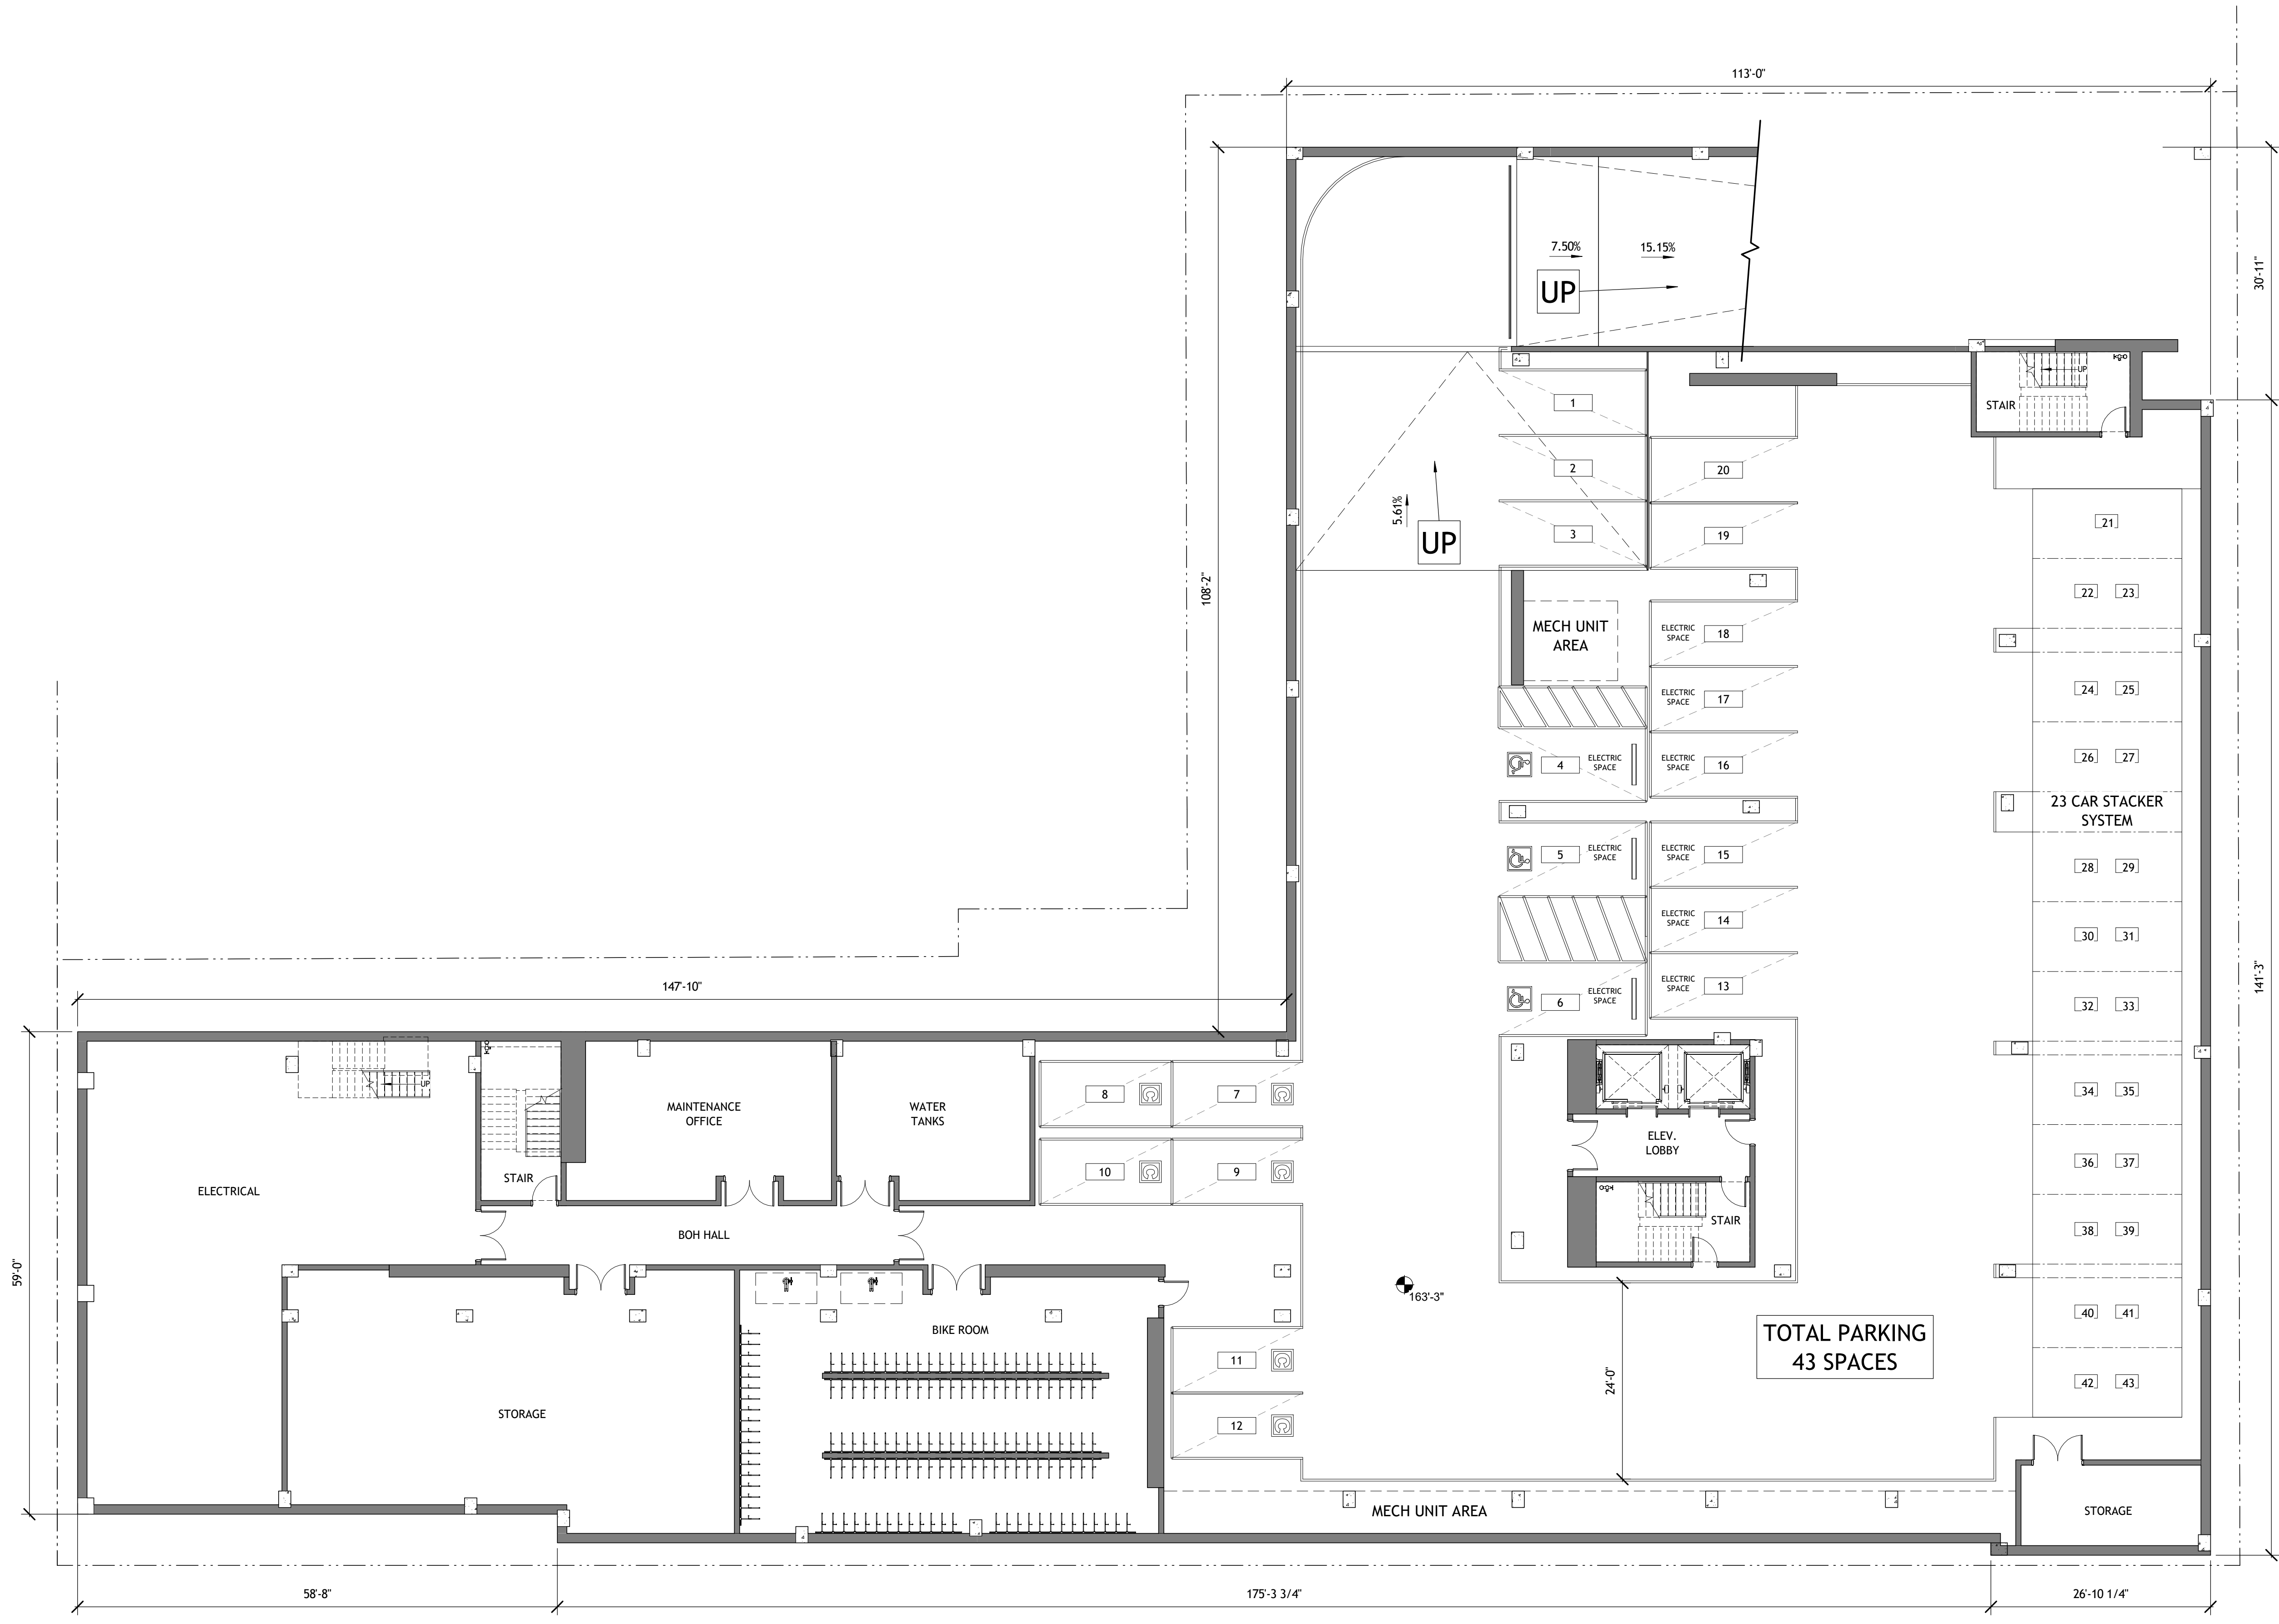 113'-0"
7.50%
15.15%
UP
30'-11"
UP
STAIR
1
2
20
3
19
5.61%
UP
21
108'-2"
22 23
MECH UNIT
AREA
ELECTRIC
SPACE
18
ELECTRIC
SPACE
17
24 25
4
ELECTRIC
SPACE
ELECTRIC
SPACE
16
26 27
23 CAR STACKER
SYSTEM
5
ELECTRIC
SPACE
ELECTRIC
SPACE
15
28 29
ELECTRIC
SPACE
14
30 31
147'-10"
6
ELECTRIC
SPACE
ELECTRIC
SPACE
13
32 33
141'-3"
UP
8
C
7
C
34 35
MAINTENANCE
OFFICE
WATER
TANKS
ELEV.
LOBBY
10
C
9
C
36 37
STAIR
ELECTRICAL
BOH HALL
STAIR
38 39
59'-0"
163'-3"
40 41
BIKE ROOM
TOTAL PARKING
43 SPACES
11
C
24'-0"
42 43
STORAGE
12
C
MECH UNIT AREA
STORAGE
58'-8"
175'-3 3/4"
26'-10 1/4"